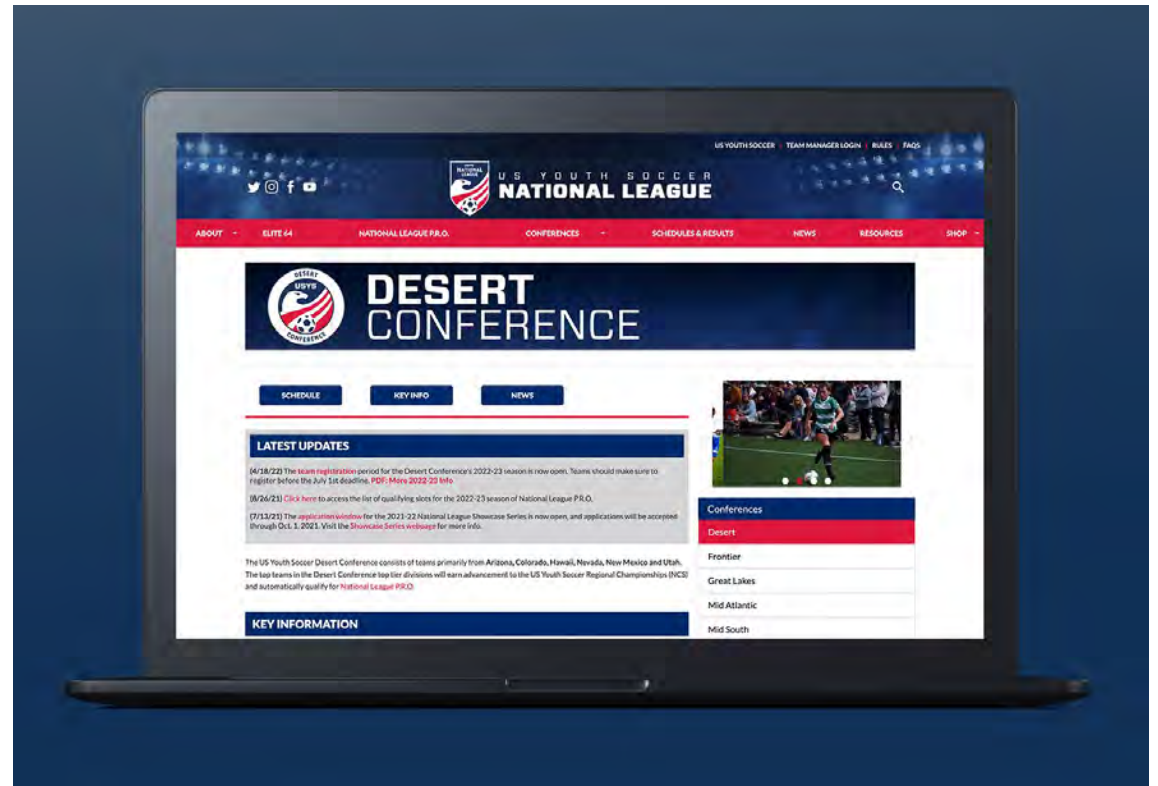 US YOUTH SOCCER | TEAM MANAGER LOGIN | RULES | FAQS
NATIONAL
LEAGUE
US YOUTH SOCCER
NATIONAL LEAGUE
ABOUT ELITE 64 NATIONAL LEAGUE P.R.O. CONFERENCES SCHEDULES & RESULTS NEWS RESOURCES SHOP
DESERT
USYS
CONFERENCE
DESERT
CONFERENCE
SCHEDULE KEY INFO NEWS
LATEST UPDATES
(4/18/22) The team registration period for the Desert Conference's 2022-23 season is now open. Teams should make sure to
register before the July 1st deadline. PDF: More 2022-23 Info
(8/26/21) Click here to access the list of qualifying slots for the 2022-23 season of National League P.R.O.
(7/13/21) The application window for the 2021-22 National League Showcase Series is now open, and applications will be accepted
through Oct. 1, 2021. Visit the Showcase Series webpage for more info.
The US Youth Soccer Desert Conference consists of teams primarily from Arizona, Colorado, Hawaii, Nevada, New Mexico and Utah.
The top teams in the Desert Conference top tier divisions will earn advancement to the US Youth Soccer Regional Championships (NCS)
and automatically qualify for National League P.R.O.
KEY INFORMATION
Conferences
Desert
Frontier
Great Lakes
Mid Atlantic
Mid South